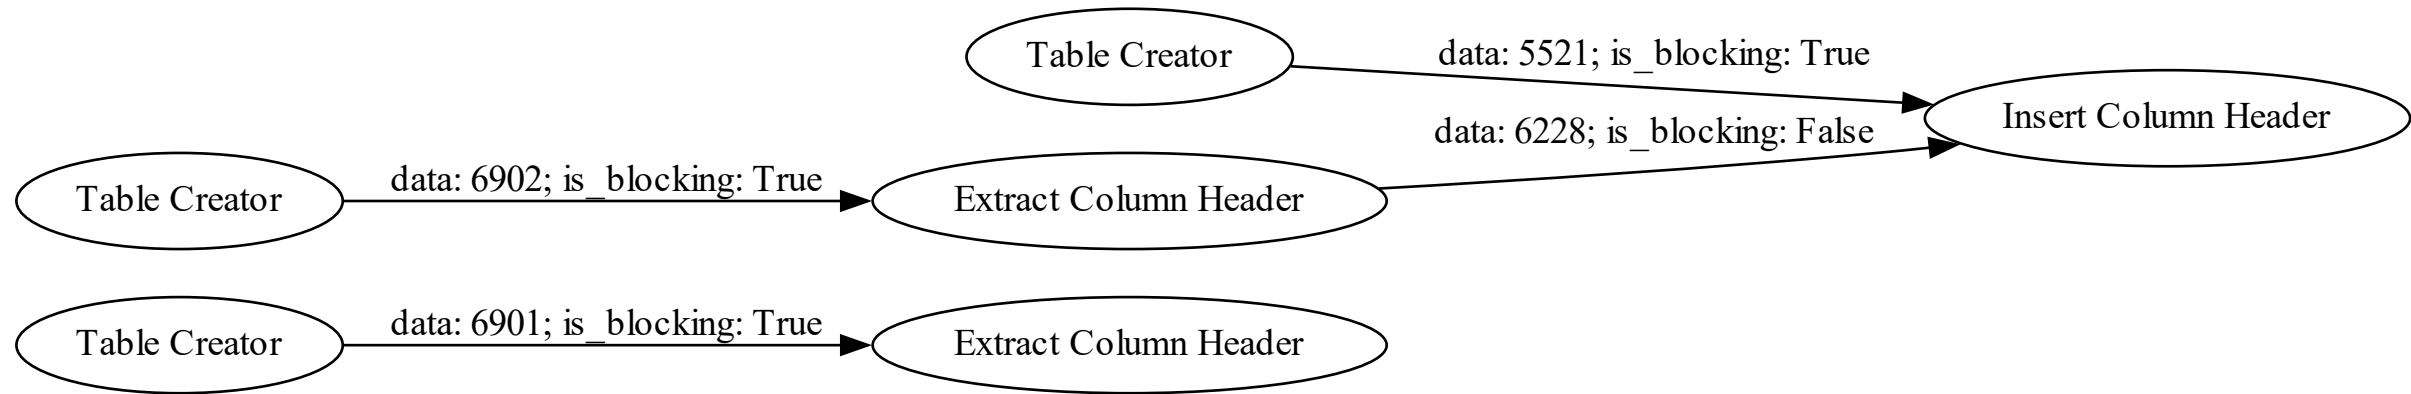 Table Creator
data: 5521; is_blocking: True
Insert Column Header
data: 6228; is_blocking: False
Table Creator
data: 6902; is_blocking: True
Extract Column Header
Table Creator
data: 6901; is_blocking: True
Extract Column Header